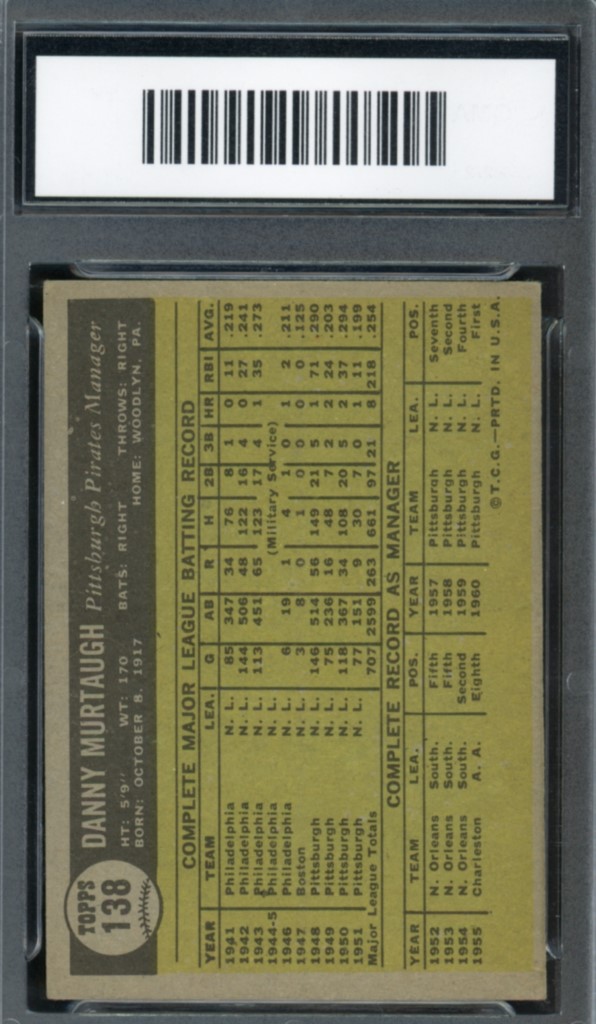 TOPPS
138
DANNY MURTAUGH Pittsburgh Pirates Manager
HT: 5'9" WT: 170 BATS: RIGHT THROWS: RIGHT
BORN: OCTOBER 8, 1917 HOME: WOODLYN, PA.
COMPLETE MAJOR LEAGUE BATTING RECORD
YEAR TEAM LEA. G AB R H 2B 3B HR RBI AVG.
1941 Philadelphia N. L. 85 347 34 76 8 1 0 11 .219
1942 Philadelphia N. L. 144 506 48 122 16 4 0 27 .241
1943 Philadelphia N. L. 113 451 65 123 17 4 1 35 .273
1944-5 Philadelphia N. L. (Military Service)
1946 Philadelphia N. L. 6 19 1 4 1 0 1 2 .211
1947 Boston N. L. 3 8 0 1 0 0 0 0 .125
1948 Pittsburgh N. L. 146 514 56 149 21 5 1 71 .290
1949 Pittsburgh N. L. 75 236 16 48 7 2 2 24 .203
1950 Pittsburgh N. L. 118 367 34 108 20 5 2 37 .294
1951 Pittsburgh N. L. 77 151 9 30 7 0 1 11 .199
Major League Totals 707 2599 263 661 97 21 8 218 .254
COMPLETE RECORD AS MANAGER
YEAR TEAM LEA. POS. YEAR TEAM LEA. POS.
1952 N. Orleans South. Fifth 1957 Pittsburgh N. L. Seventh
1953 N. Orleans South. Fifth 1958 Pittsburgh N. L. Second
1954 N. Orleans South. Second 1959 Pittsburgh N. L. Fourth
1955 Charleston A. A. Eighth 1960 Pittsburgh N. L. First
© T.C.G.—PRTD. IN U.S.A.